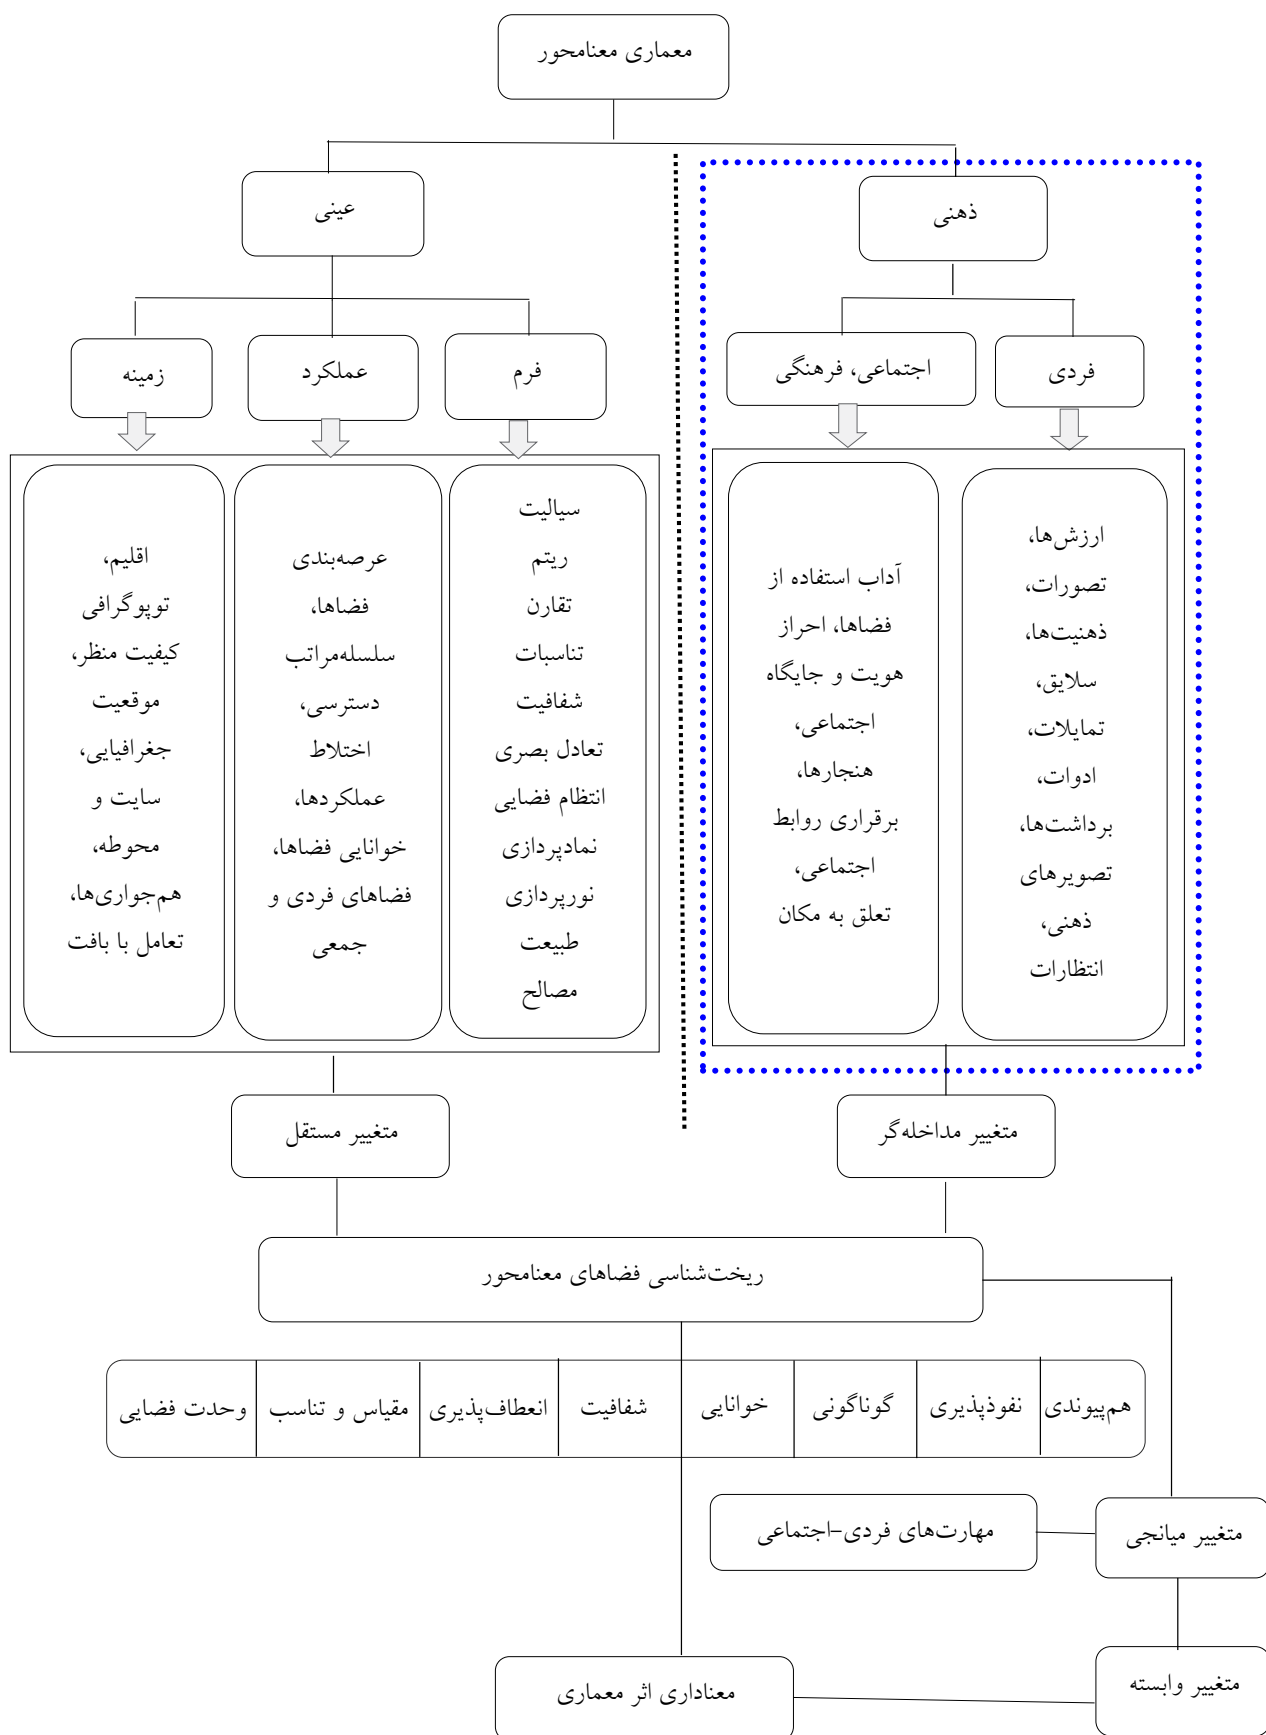 معماری معنامحور
ذهنی
عینی
فردی
اجتماعی، فرهنگی
فرم
عملکرد
زمینه
ارزش‌ها،
تصورات،
ذهنیت‌ها،
سلایق،
تمایلات،
ادوات،
برداشت‌ها،
تصویرهای
ذهنی،
انتظارات
آداب استفاده از
فضاها، احراز
هویت و جایگاه
اجتماعی،
هنجارها،
برقراری روابط
اجتماعی،
تعلق به مکان
سیالیت
ریتم
تقارن
تناسبات
شفافیت
تعادل بصری
انتظام فضایی
نمادپردازی
نورپردازی
طبیعت
مصالح
عرصه‌بندی
فضاها،
سلسله‌مراتب
دسترسی،
اختلاط
عملکردها،
خوانایی فضاها،
فضاهای فردی و
جمعی
اقلیم،
توپوگرافی
کیفیت منظر،
موقعیت
جغرافیایی،
سایت و
محوطه،
هم‌جواری‌ها،
تعامل با بافت
متغییر مداخله‌گر
متغییر مستقل
ریخت‌شناسی فضاهای معنامحور
هم‌پیوندی
نفوذپذیری
گوناگونی
خوانایی
شفافیت
انعطاف‌پذیری
مقیاس و تناسب
وحدت فضایی
متغییر میانجی
مهارت‌های فردی-اجتماعی
متغییر وابسته
معناداری اثر معماری